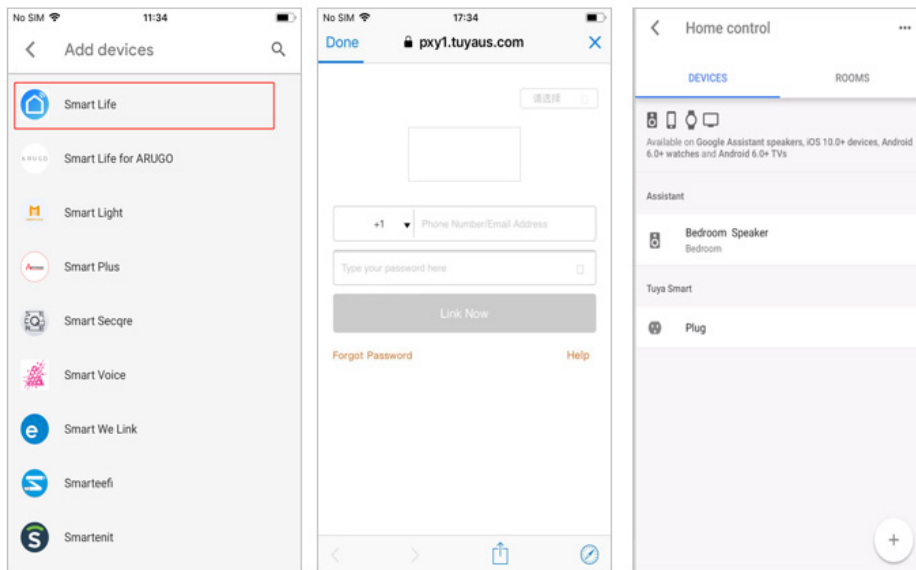 No SIM
11:34
Add devices
Smart Life
ARUGO
Smart Life for ARUGO
Smart Light
Smart Plus
Smart Secqre
Smart Voice
e
Smart We Link
Smarteefi
S
Smartenit
No SIM
17:34
Done
pxy1.tuyaus.com
请选择
+1
Phone Number/Email Address
Type your password here
Link Now
Forgot Password
Help
Home control
DEVICES
ROOMS
Available on Google Assistant speakers, iOS 10.0+ devices, Android
6.0+ watches and Android 6.0+ TVs
Assistant
Bedroom Speaker
Bedroom
Tuya Smart
Plug